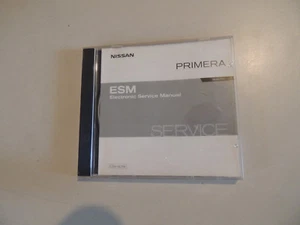 NISSAN
PRIMERA
ESM
Electronic Service Manual
SERVICE